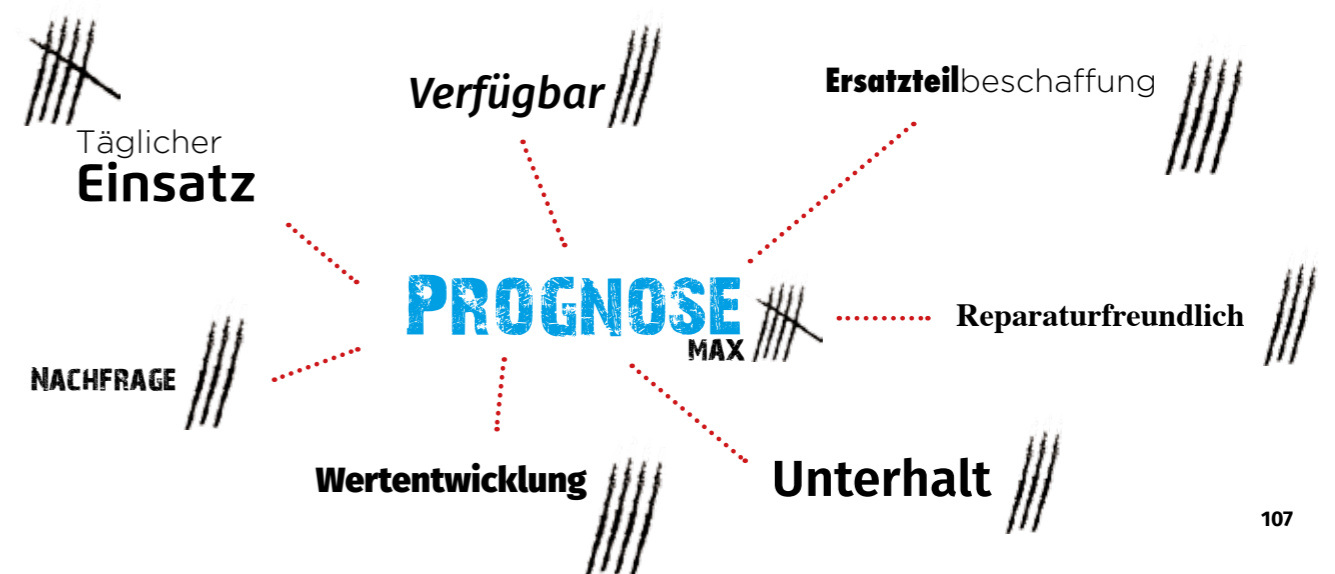 Täglicher
Einsatz
Verfügbar
Ersatzteilbeschaffung
PROGNOSE
MAX
Reparaturfreundlich
NACHFRAGE
Wertentwicklung
Unterhalt
107